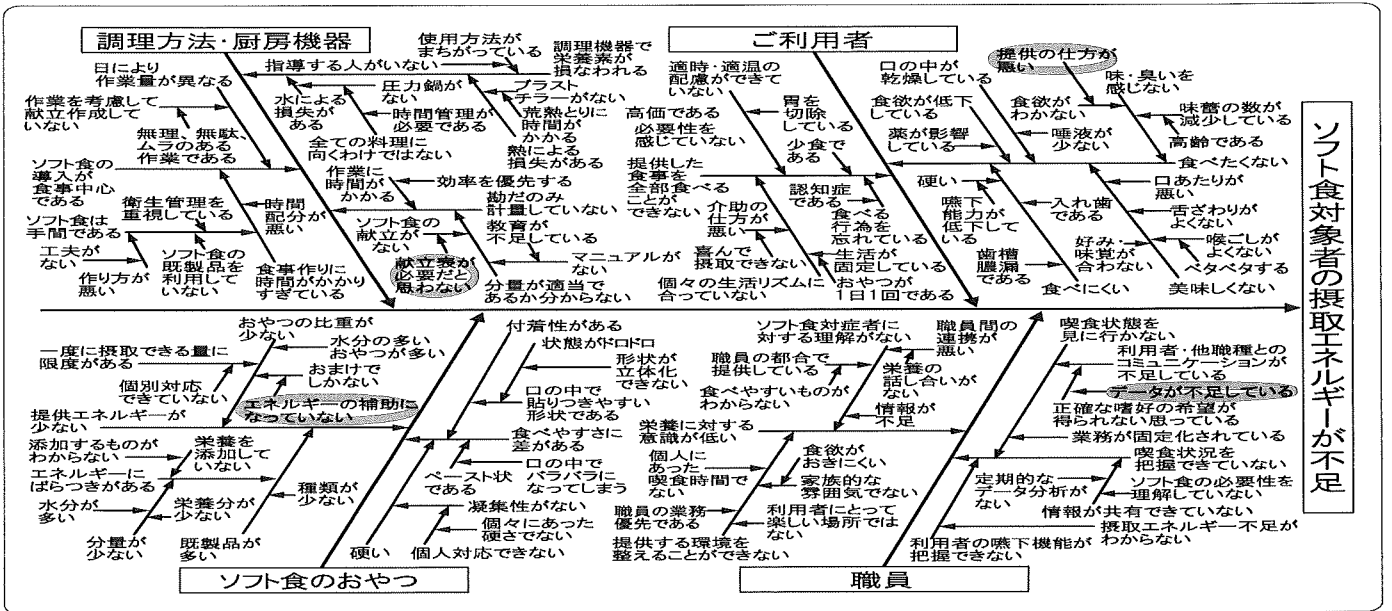 調理方法・厨房機器
日により
作業量が異なる
作業を考慮して
献立作成して
いない
無理、無駄、
ムラのある
作業である
ソフト食の
導入が
食事中心
である
ソフト食は
手間である
衛生管理を
重視している
工夫が
ない
作り方が
悪い
ソフト食の
既製品を
利用して
いない
時間
配分が
悪い
食事作りに
時間がかかり
すぎている
指導する人がいない
使用方法が
まちがっている
調理機器で
栄養素が
損なわれる
水による
損失が
ある
圧力鍋が
ない
時間管理が
必要である
全ての料理に
向くわけではない
ブラスト
チラーがない
荒熱とりに
時間が
かかる
熱による
損失がある
作業に
時間が
かかる
効率を優先する
勘だのみ
計量していない
ソフト食の
献立が
ない
献立表が
必要だと
思わない
教育が
不足している
マニュアルが
ない
分量が適当で
あるか分からない
ご利用者
適時・適温の
配慮ができて
いない
高価である
必要性を
感じていない
胃を
切除
している
少食で
ある
提供した
食事を
全部食べる
ことが
できない
認知症
である
介助の
仕方が
悪い
食べる
行為を
忘れている
喜んで
摂取できない
生活が
固定している
個々の生活リズムに
合っていない
おやつが
1日1回である
口の中が
乾燥している
食欲が低下
している
薬が影響
している
提供の仕方が
悪い
食欲が
わかない
唾液が
少ない
味・臭いを
感じない
味蕾の数が
減少している
高齢である
食べたくない
硬い
嚥下
能力が
低下して
いる
入れ歯
である
歯槽
膿漏
である
食べにくい
口あたりが
悪い
舌ざわりが
よくない
好み・
味覚が
合わない
喉ごしが
よくない
ベタベタする
美味しくない
ソフト食対象者の摂取エネルギーが不足
おやつの比重が
少ない
水分の多い
おやつが多い
一度に摂取できる量に
限度がある
おまけで
しかない
個別対応
できていない
エネルギーの補助に
なっていない
提供エネルギーが
少ない
添加するものが
わからない
栄養を
添加して
いない
エネルギーに
ばらつきがある
水分が
多い
栄養分が
少ない
種類が
少ない
分量が
少ない
既製品が
多い
付着性がある
状態がドロドロ
形状が
立体化
できない
口の中で
貼りつきやすい
形状である
食べやすさに
差がある
ペースト状
である
口の中で
バラバラに
なってしまう
凝集性がない
個々にあった
硬さでない
硬い
個人対応できない
ソフト食のおやつ
ソフト食対症者に
対する理解がない
職員間の
連携が
悪い
職員の都合で
提供している
食べやすいものが
わからない
栄養の
話し合いが
ない
情報が
不足
栄養に対する
意識が低い
個人に
あった
喫食時間で
ない
食欲が
おきにくい
家族的な
雰囲気でない
職員の業務
優先である
利用者にとって
楽しい場所では
ない
提供する環境を
整えることができない
喫食状態を
見に行かない
利用者・他職種との
コミュニケーションが
不足している
データが不足している
正確な嗜好の希望が
得られない思っている
業務が固定化されている
喫食状況を
把握できていない
定期的な
データ分析が
ない
ソフト食の必要性を
理解していない
情報が共有できていない
摂取エネルギー不足が
わからない
利用者の嚥下機能が
把握できない
職員